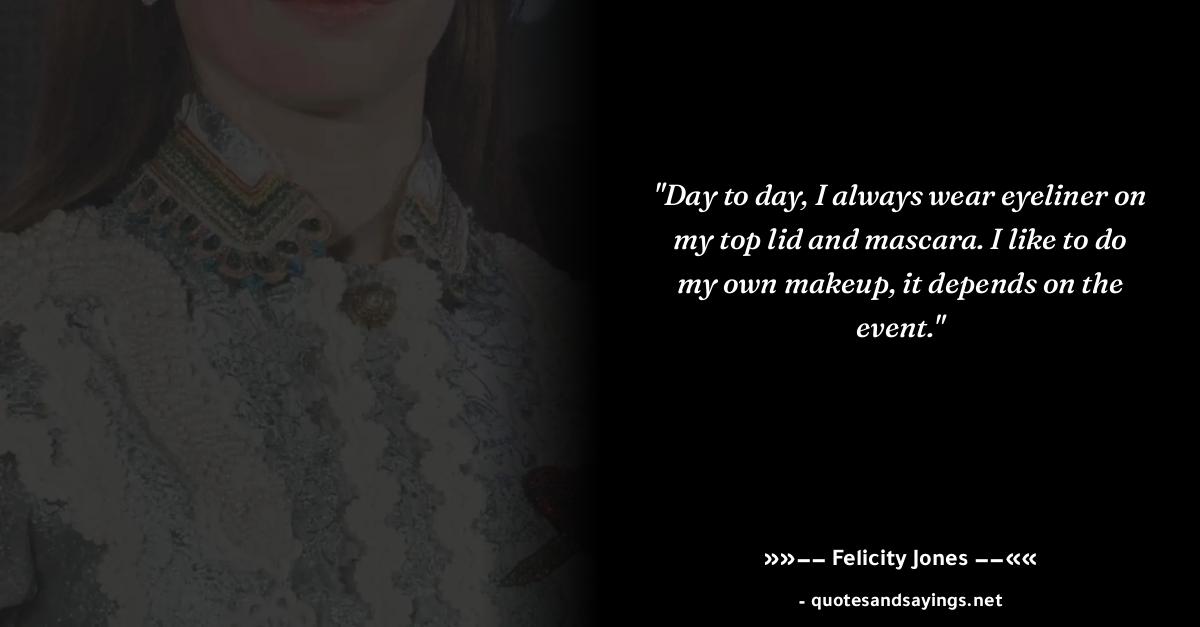 "Day to day, I always wear eyeliner on
my top lid and mascara. I like to do
my own makeup, it depends on the
event."
»»—— Felicity Jones ——««
- quotesandsayings.net